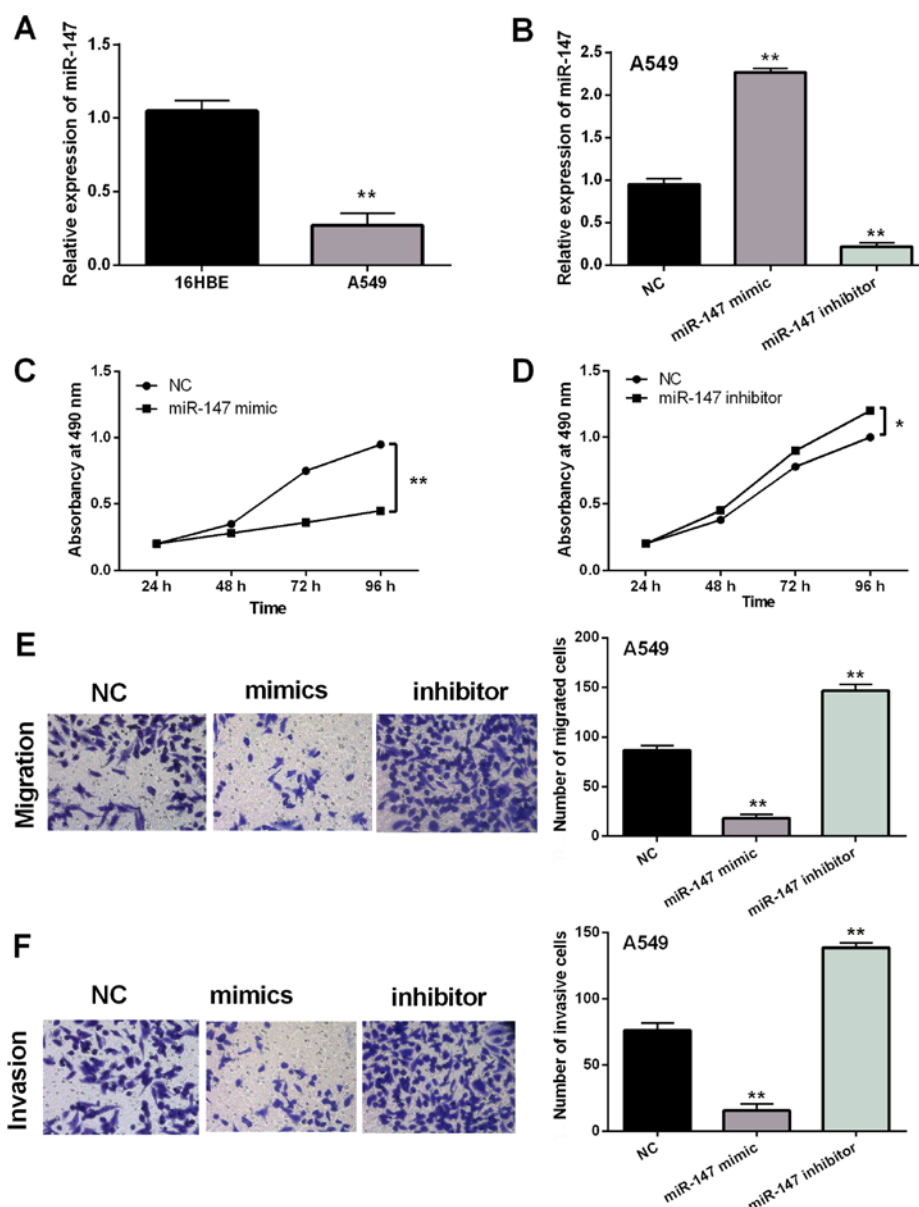 A
Relative expression of miR-147
1.5
1.0
0.5
0.0
**
16HBE
A549
B
Relative expression of miR-147
2.5
2.0
1.5
1.0
0.5
0.0
A549
**
**
NC
miR-147 mimic
miR-147 inhibitor
C
Absorbancy at 490 nm
1.5
1.0
0.5
0.0
NC
miR-147 mimic
**
24 h
48 h
72 h
96 h
Time
D
Absorbancy at 490 nm
1.5
1.0
0.5
0.0
NC
miR-147 inhibitor
*
24 h
48 h
72 h
96 h
Time
E
Migration
NC
mimics
inhibitor
Number of migrated cells
200
150
100
50
0
A549
**
**
NC
miR-147 mimic
miR-147 inhibitor
F
Invasion
NC
mimics
inhibitor
Number of invasive cells
150
100
50
0
A549
**
**
NC
miR-147 mimic
miR-147 inhibitor